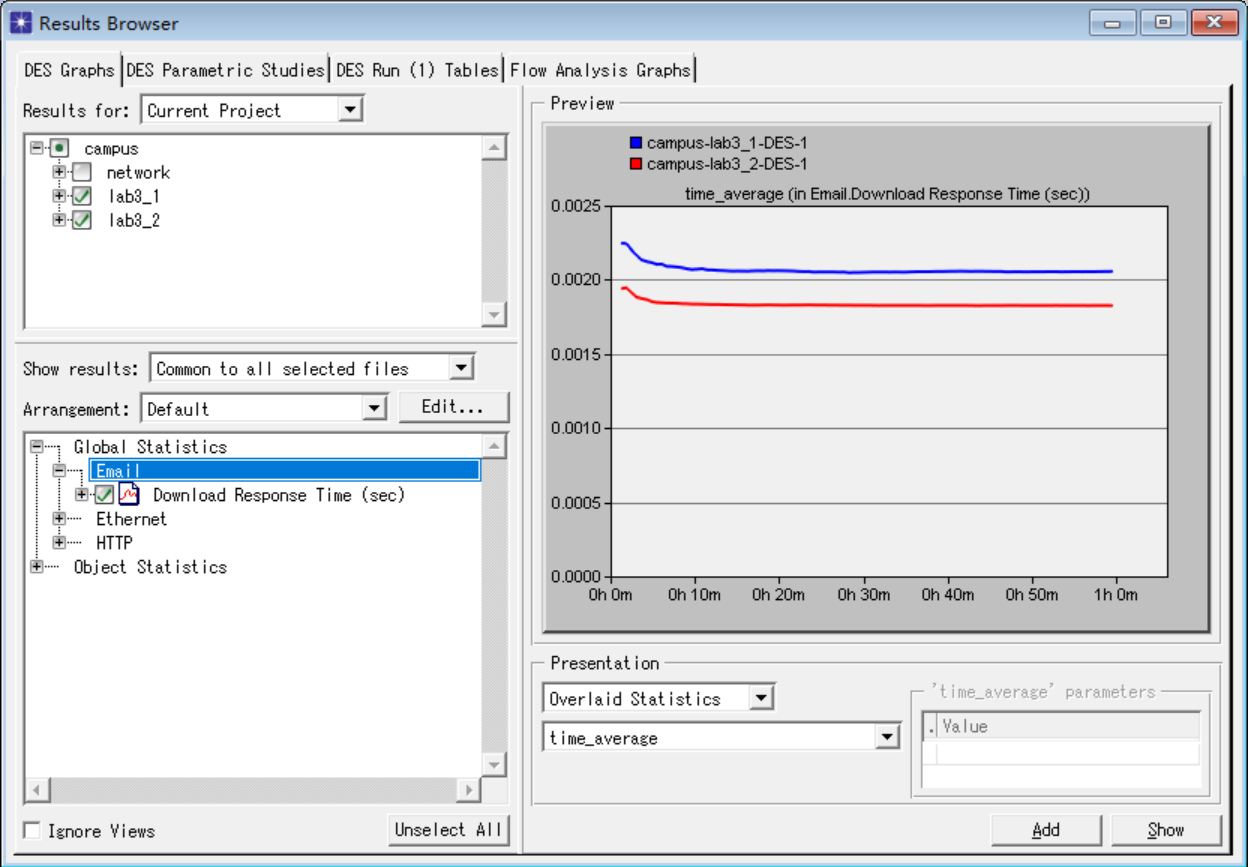 Results Browser
DES Graphs DES Parametric Studies DES Run (1) Tables Flow Analysis Graphs
Results for: Current Project
campus
network
lab3_1
lab3_2
Show results: Common to all selected files
Arrangement: Default Edit...
Global Statistics
Email
Download Response Time (sec)
Ethernet
HTTP
Object Statistics
Ignore Views Unselect All
Preview
campus-lab3_1-DES-1
campus-lab3_2-DES-1
time_average (in Email.Download Response Time (sec))
0.0025
0.0020
0.0015
0.0010
0.0005
0.0000
0h 0m 0h 10m 0h 20m 0h 30m 0h 40m 0h 50m 1h 0m
Presentation
Overlaid Statistics
time_average
'time_average' parameters
. Value
Add Show